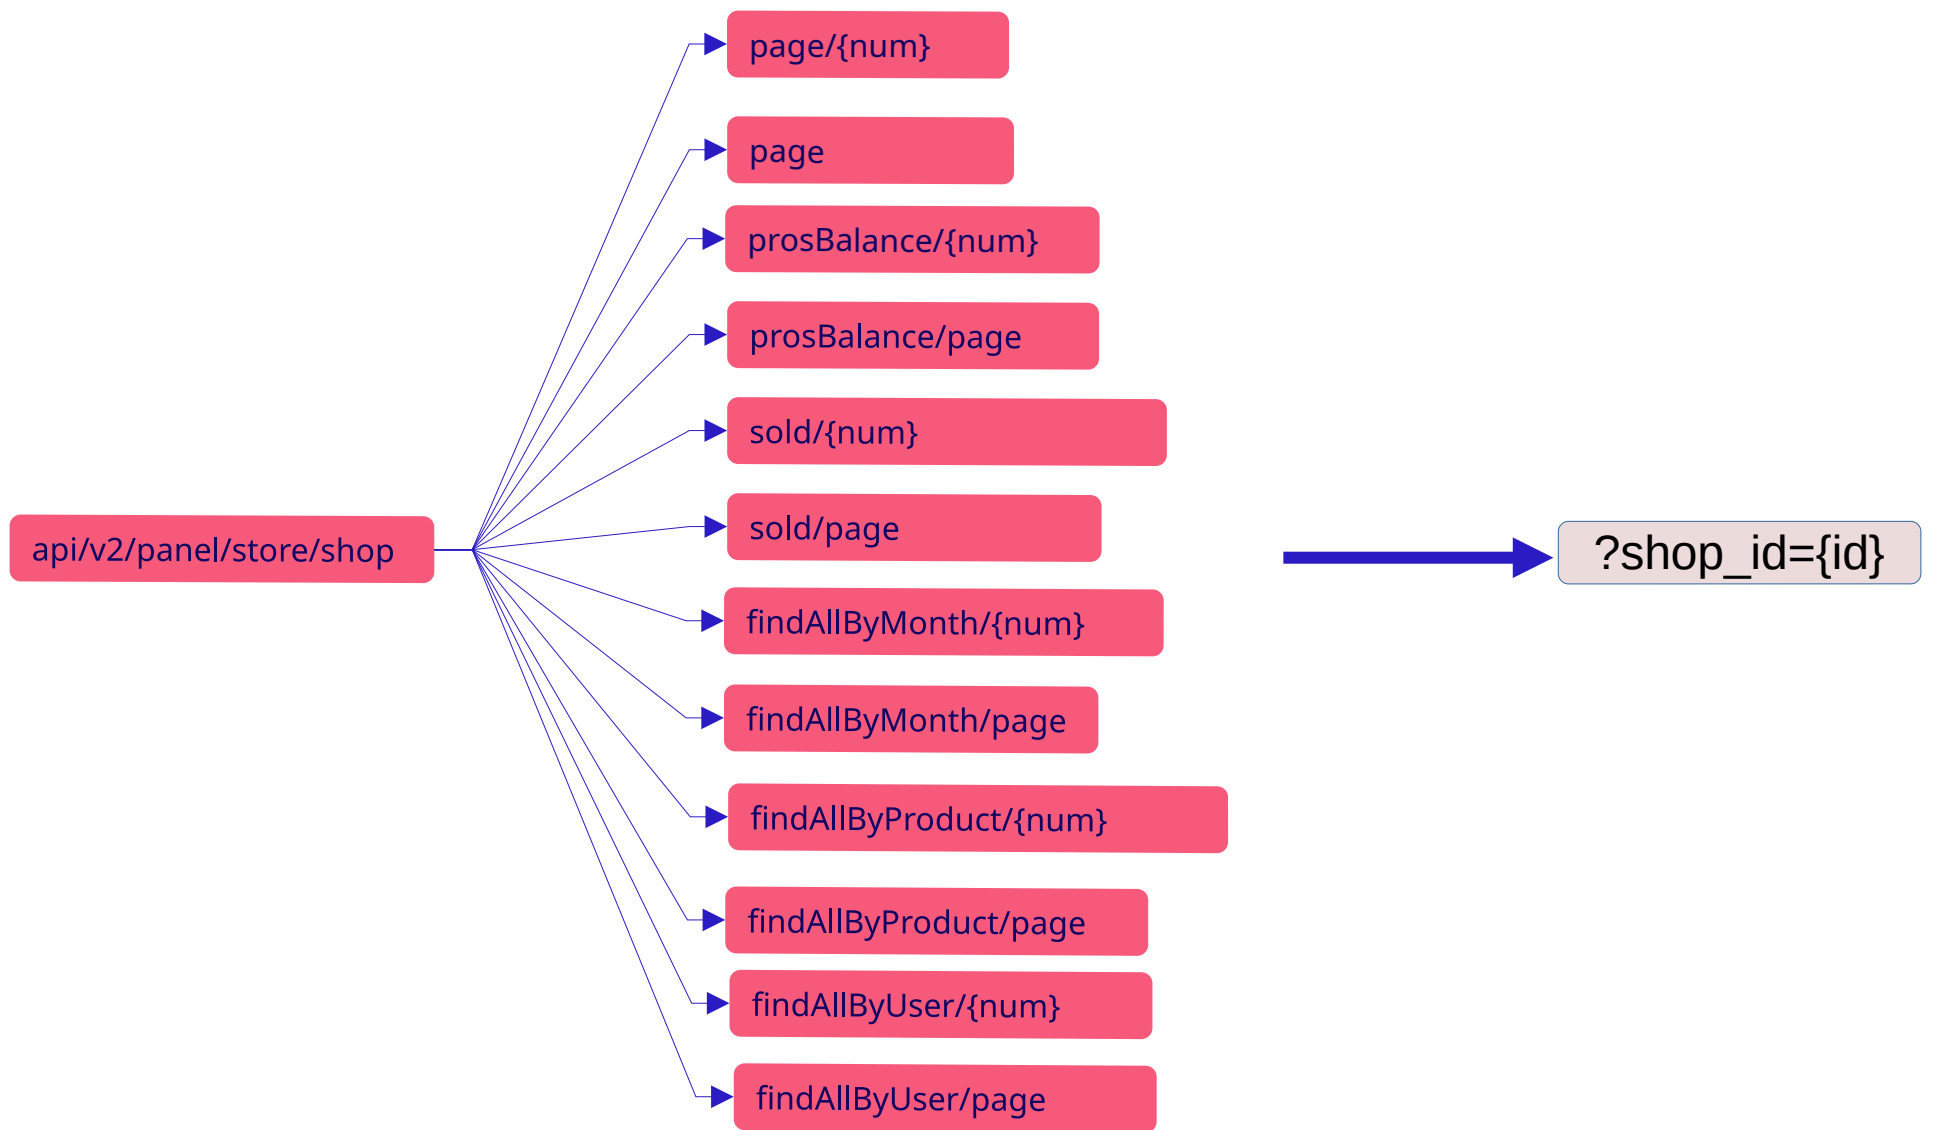 page/{num}
page
prosBalance/{num}
prosBalance/page
sold/{num}
api/v2/panel/store/shop
sold/page
?shop_id={id}
findAllByMonth/{num}
findAllByMonth/page
findAllByProduct/{num}
findAllByProduct/page
findAllByUser/{num}
findAllByUser/page